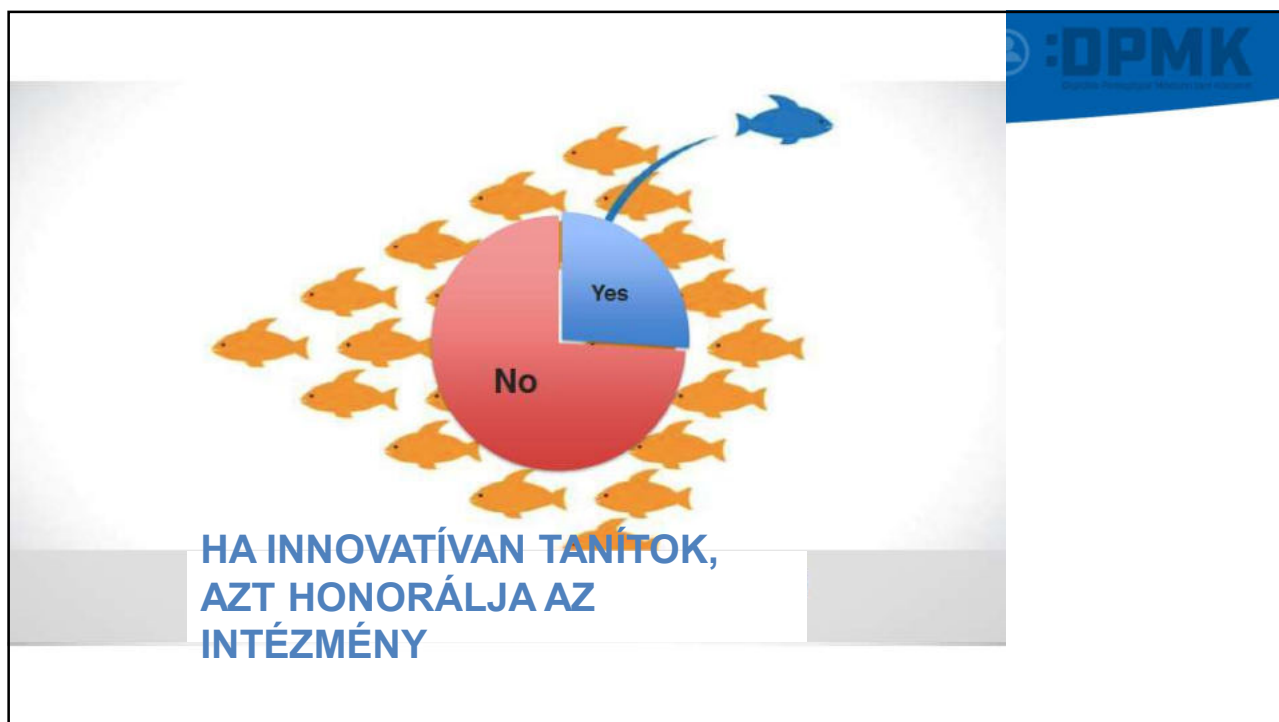 :DPMK
Yes
No
HA INNOVATÍVAN TANÍTOK,
AZT HONORÁLJA AZ
INTÉZMÉNY